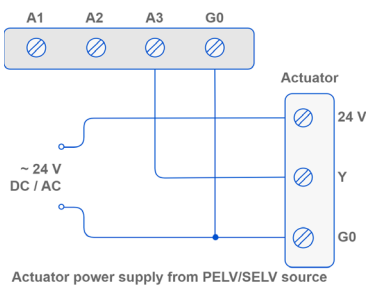 A1 A2 A3 G0
Actuator
24 V
~ 24 V
DC / AC
Y
G0
Actuator power supply from PELV/SELV source